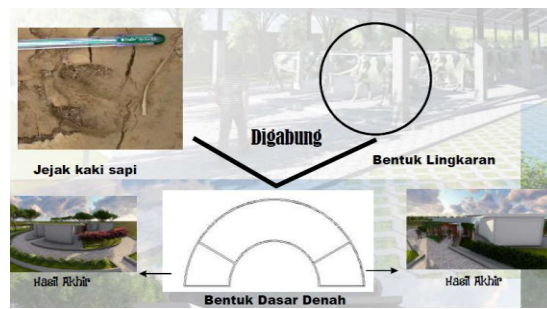 Digabung
Jejak kaki sapi
Bentuk Lingkaran
Hasil Akhir
Hasil Akhir
Bentuk Dasar Denah